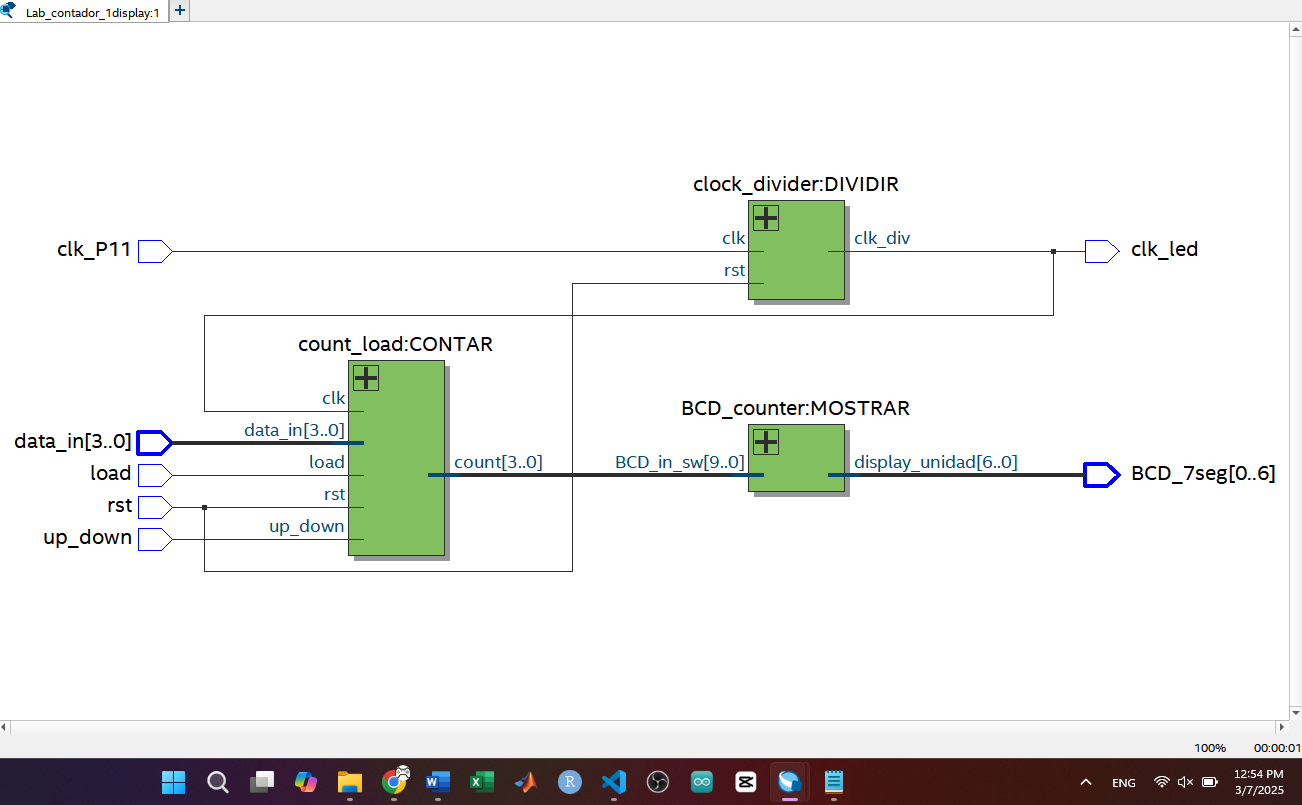 Lab_contador_1display:1
clock_divider:DIVIDIR
clk_P11
clk
clk_div
clk_led
rst
count_load:CONTAR
clk
BCD_counter:MOSTRAR
data_in[3..0]
data_in[3..0]
load
load
count[3..0]
BCD_in_sw[9..0]
display_unidad[6..0]
BCD_7seg[0..6]
rst
rst
up_down
up_down
100%
00:00:01
ENG
12:54 PM
3/7/2025